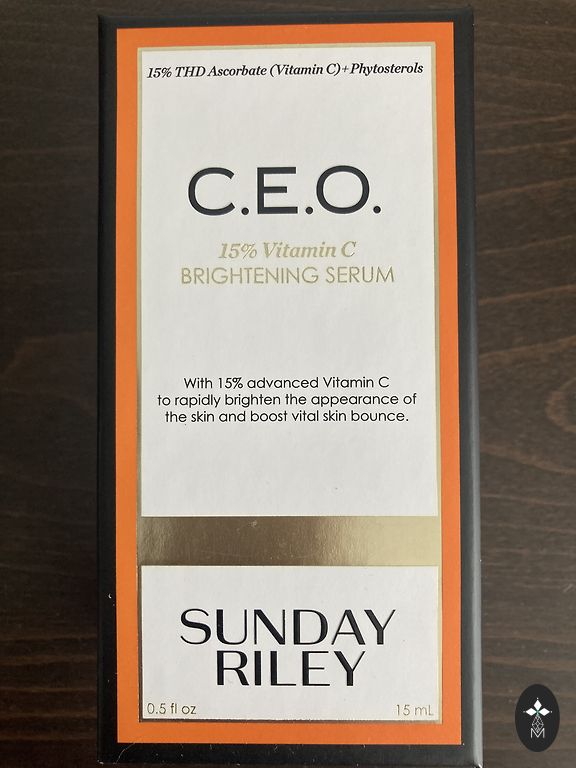 15% THD Ascorbate (Vitamin C)+Phytosterols
C.E.O.
15% Vitamin C
BRIGHTENING SERUM
With 15% advanced Vitamin C
to rapidly brighten the appearance of
the skin and boost vital skin bounce.
SUNDAY
RILEY
0.5 fl oz 15 mL